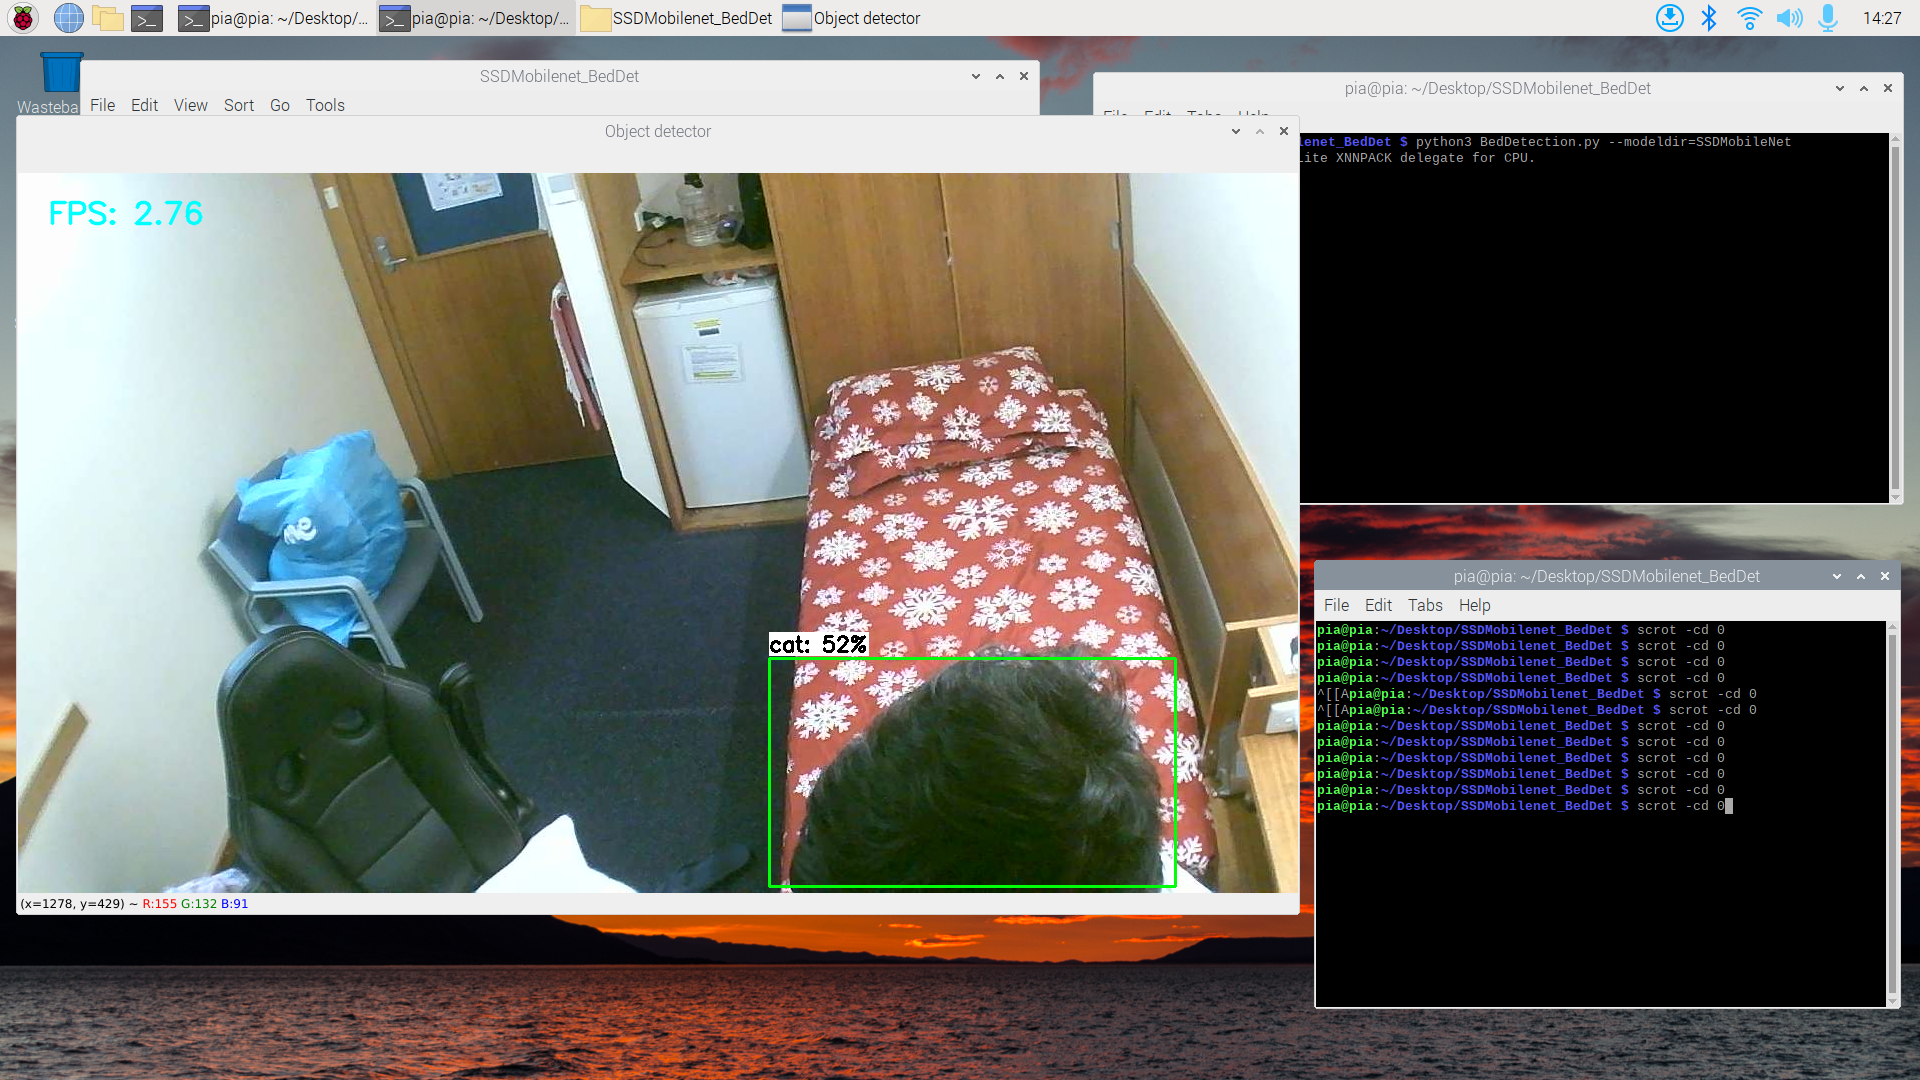 pia@pia: ~/Desktop/...
pia@pia: ~/Desktop/...
SSDMobilenet_BedDet
Object detector
14:27
Wasteba
SSDMobilenet_BedDet
File Edit View Sort Go Tools
pia@pia: ~/Desktop/SSDMobilenet_BedDet
File Edit Tabs Help
Object detector
lenet_BedDet $ python3 BedDetection.py --modeldir=SSDMobileNet
ite XNNPACK delegate for CPU.
FPS: 2.76
cat: 52%
(x=1278, y=429) ~ R:155 G:132 B:91
pia@pia: ~/Desktop/SSDMobilenet_BedDet
File Edit Tabs Help
pia@pia:~/Desktop/SSDMobilenet_BedDet $ scrot -cd 0
pia@pia:~/Desktop/SSDMobilenet_BedDet $ scrot -cd 0
pia@pia:~/Desktop/SSDMobilenet_BedDet $ scrot -cd 0
pia@pia:~/Desktop/SSDMobilenet_BedDet $ scrot -cd 0
^[[Apia@pia:~/Desktop/SSDMobilenet_BedDet $ scrot -cd 0
^[[Apia@pia:~/Desktop/SSDMobilenet_BedDet $ scrot -cd 0
pia@pia:~/Desktop/SSDMobilenet_BedDet $ scrot -cd 0
pia@pia:~/Desktop/SSDMobilenet_BedDet $ scrot -cd 0
pia@pia:~/Desktop/SSDMobilenet_BedDet $ scrot -cd 0
pia@pia:~/Desktop/SSDMobilenet_BedDet $ scrot -cd 0
pia@pia:~/Desktop/SSDMobilenet_BedDet $ scrot -cd 0
pia@pia:~/Desktop/SSDMobilenet_BedDet $ scrot -cd 0